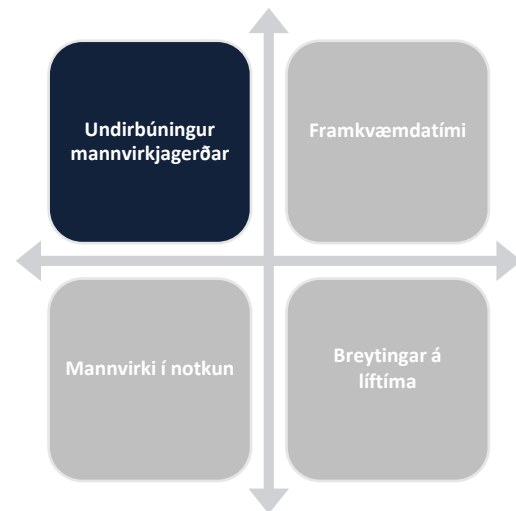 Undirbúningur
mannvirkjagerðar
Framkvæmdatími
Mannvirki í notkun
Breytingar á
líftíma